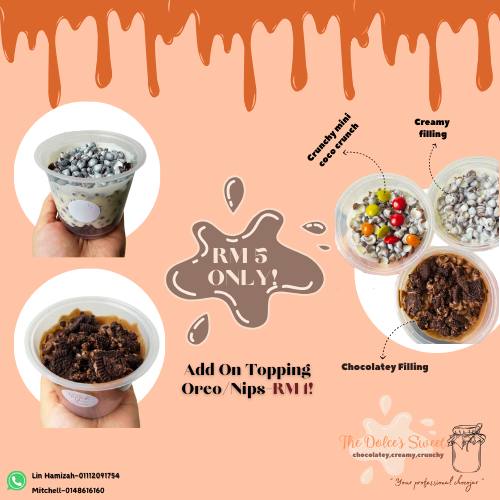 Crunchy mini
coco crunch
Creamy
filling
RM 5
ONLY!
Chocolatey Filling
Add On Topping
Oreo/Nips-RM 1!
The Dolce's Sweet
chocolatey,creamy,crunchy
"Your professional chocojar"
Lin Hamizah-01112091754
Mitchell-0148616160